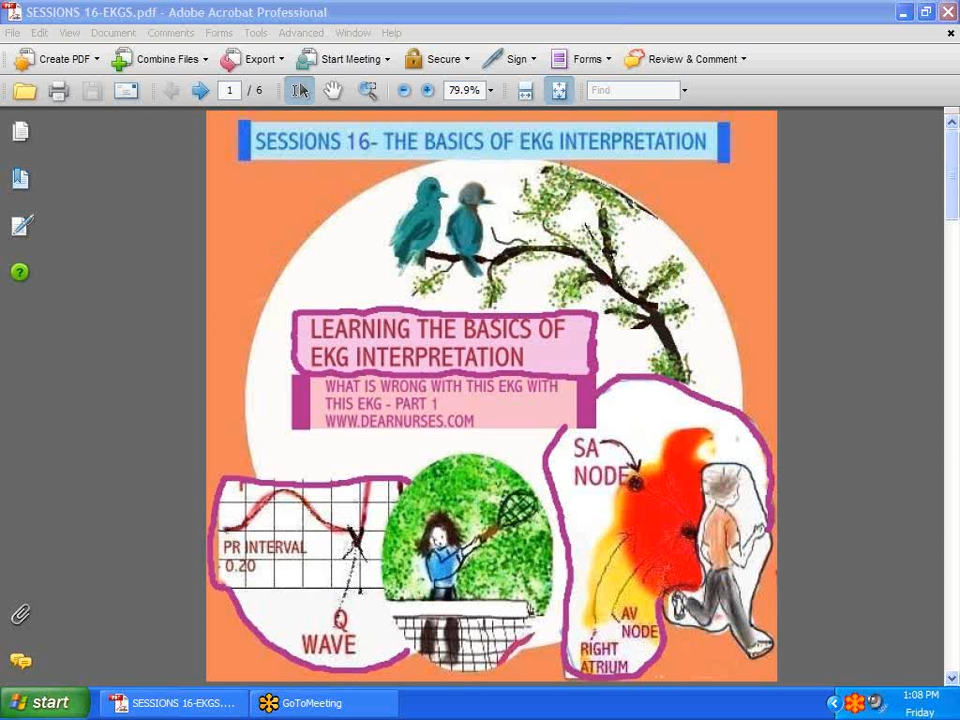 SESSIONS 16-EKGS.pdf - Adobe Acrobat Professional
File Edit View Document Comments Forms Tools Advanced Window Help
Create PDF Combine Files Export Start Meeting Secure Sign Forms Review & Comment
1 / 6 79.9% Find
SESSIONS 16- THE BASICS OF EKG INTERPRETATION
LEARNING THE BASICS OF
EKG INTERPRETATION
WHAT IS WRONG WITH THIS EKG WITH
THIS EKG - PART 1
WWW.DEARNURSES.COM
SA
NODE
PR INTERVAL
0.20
Q
WAVE
AV
NODE
RIGHT
ATRIUM
start SESSIONS 16-EKGS.... GoToMeeting 1:08 PM
Friday